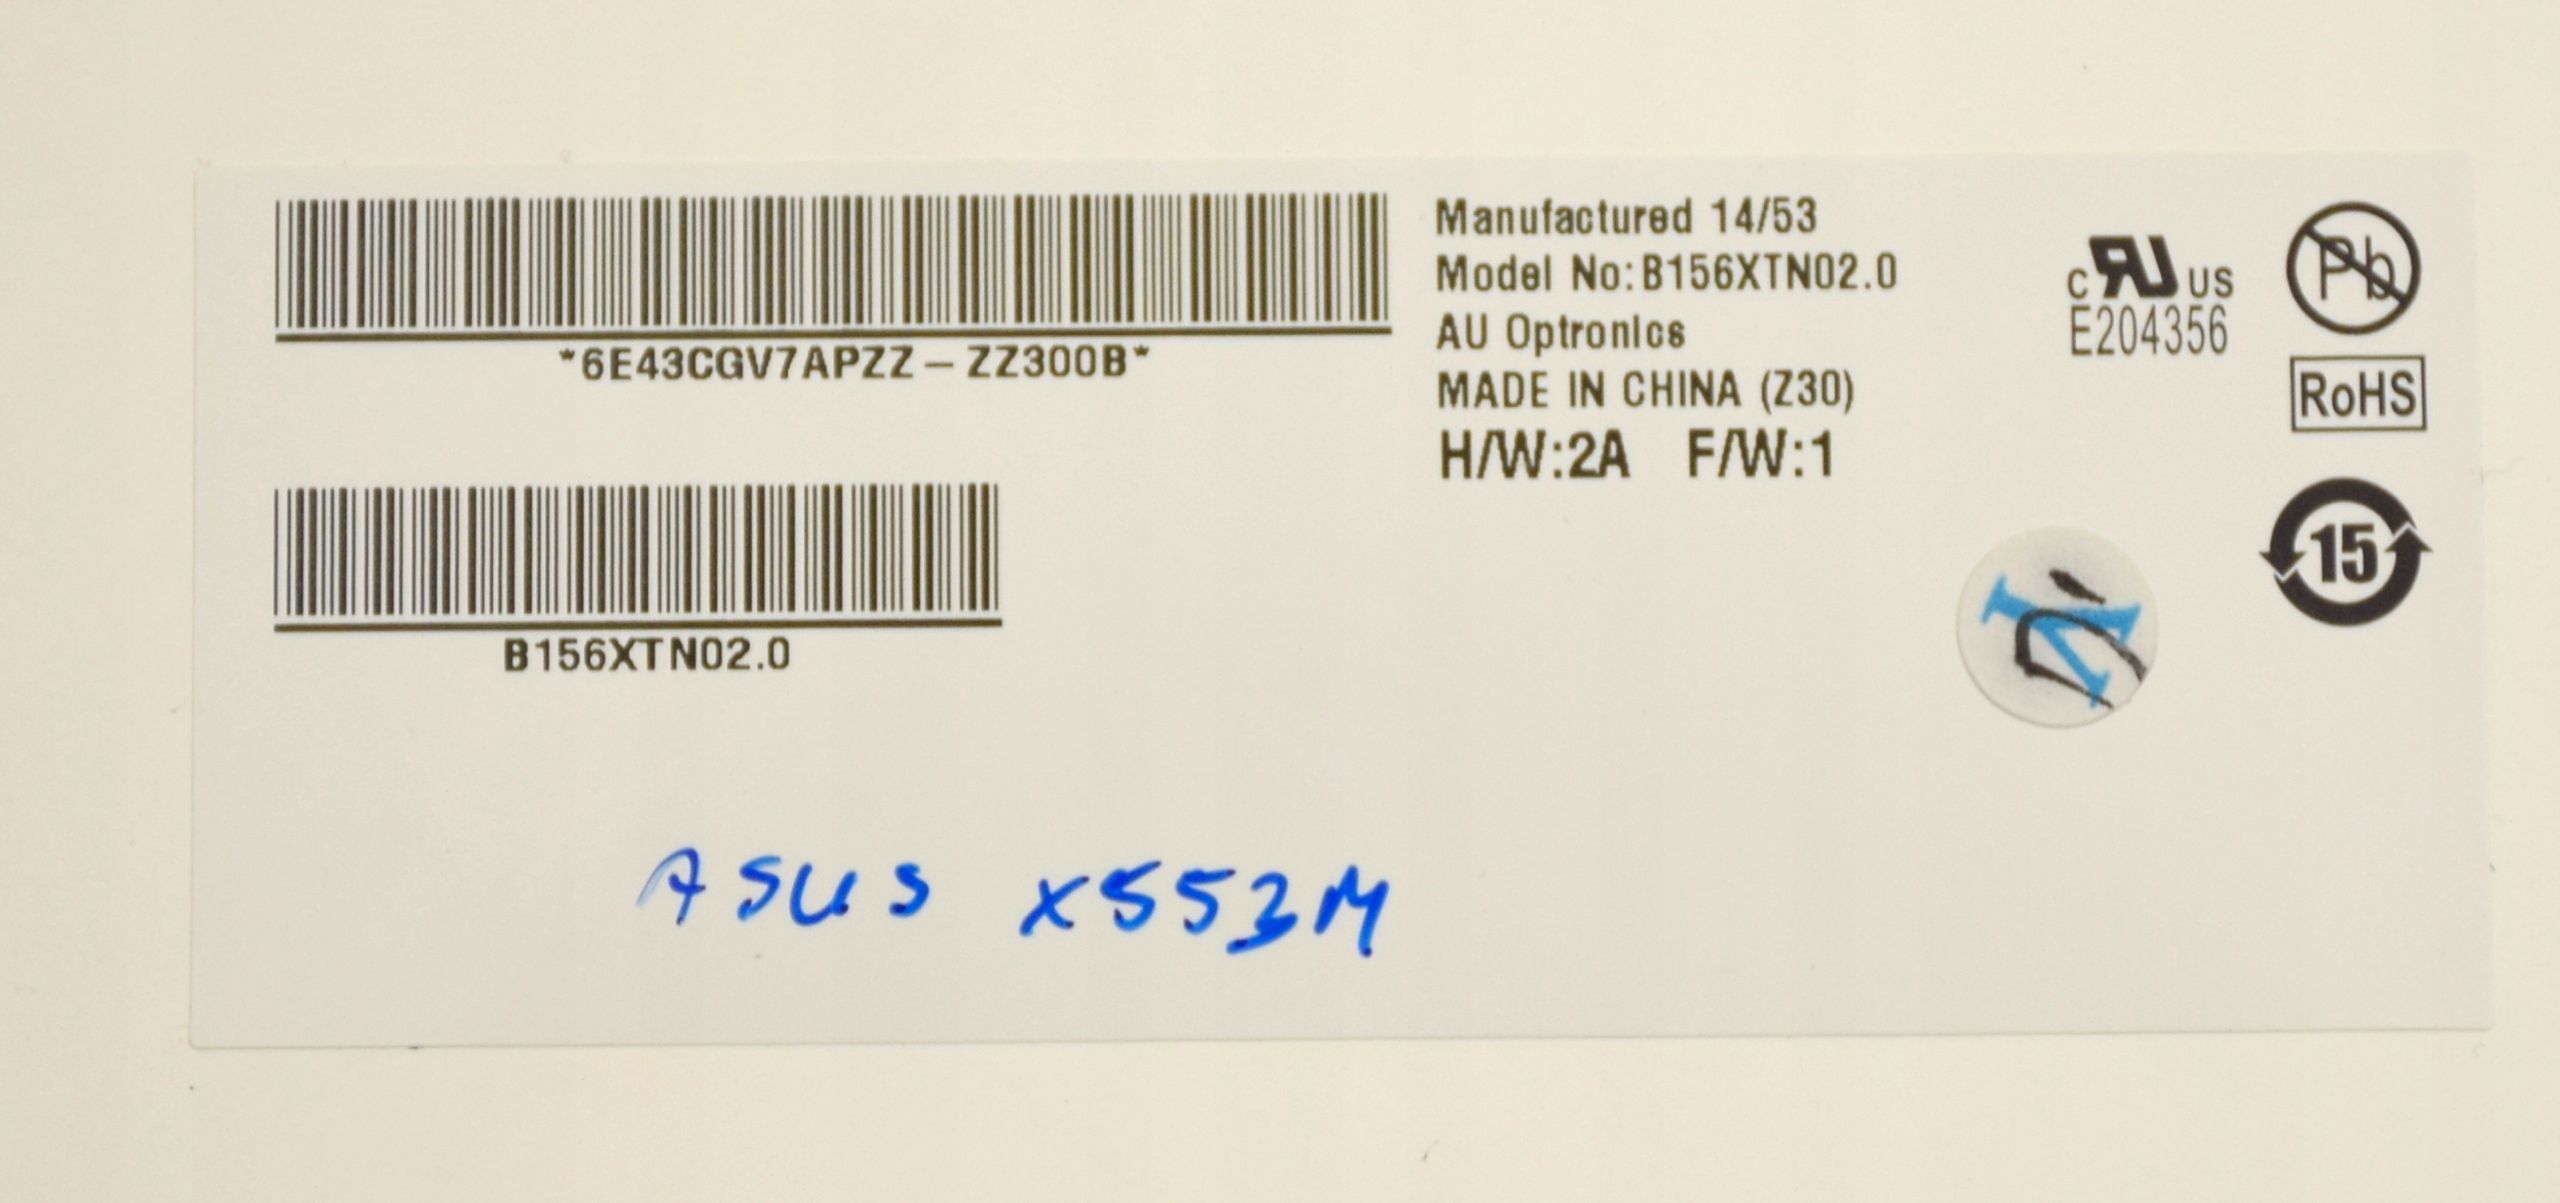 *6E43CGV7APZZ – ZZ300B*
B156XTN02.0
Manufactured 14/53
Model No:B156XTN02.0
AU Optronics
MADE IN CHINA (Z30)
H/W:2A F/W:1
c RU US
E204356
Pb
RoHS
15
ASUS X553M